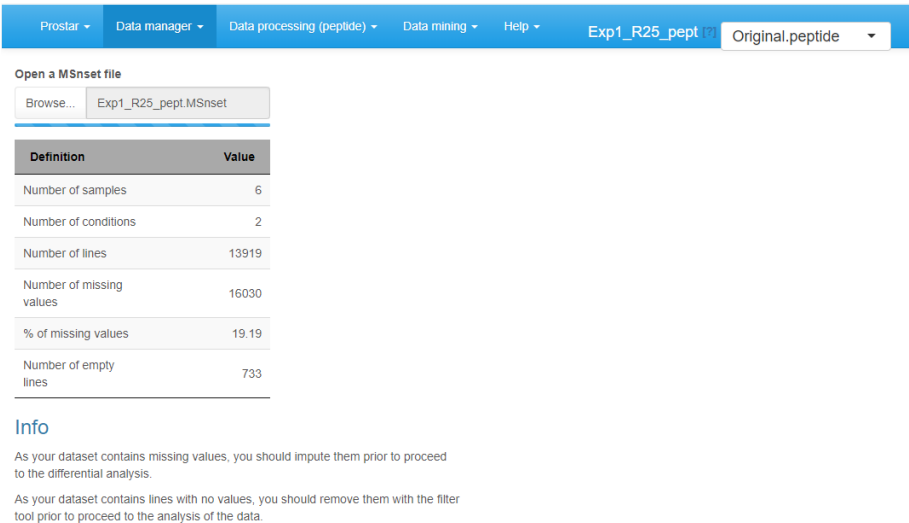 Prostar Data manager Data processing (peptide) Data mining Help Exp1_R25_pept [?] Original.peptide
Open a MSnset file
Browse... Exp1_R25_pept.MSnset
Definition Value
Number of samples 6
Number of conditions 2
Number of lines 13919
Number of missing
values 16030
% of missing values 19.19
Number of empty
lines 733
Info
As your dataset contains missing values, you should impute them prior to proceed
to the differential analysis.
As your dataset contains lines with no values, you should remove them with the filter
tool prior to proceed to the analysis of the data.